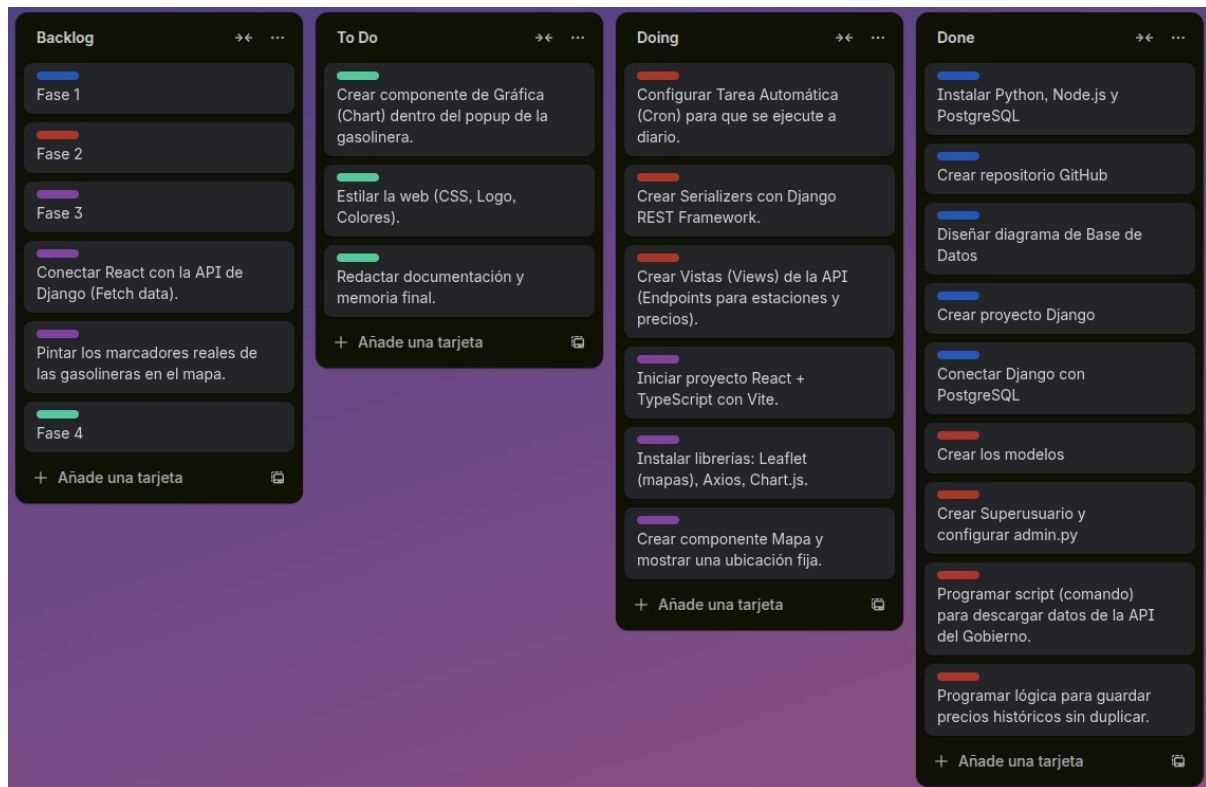 Backlog
Fase 1
Fase 2
Fase 3
Conectar React con la API de
Django (Fetch data).
Pintar los marcadores reales de
las gasolineras en el mapa.
Fase 4
+ Añade una tarjeta
To Do
Crear componente de Gráfica
(Chart) dentro del popup de la
gasolinera.
Estilar la web (CSS, Logo,
Colores).
Redactar documentación y
memoria final.
+ Añade una tarjeta
Doing
Configurar Tarea Automática
(Cron) para que se ejecute a
diario.
Crear Serializers con Django
REST Framework.
Crear Vistas (Views) de la API
(Endpoints para estaciones y
precios).
Iniciar proyecto React +
TypeScript con Vite.
Instalar librerías: Leaflet
(mapas), Axios, Chart.js.
Crear componente Mapa y
mostrar una ubicación fija.
+ Añade una tarjeta
Done
Instalar Python, Node.js y
PostgreSQL
Crear repositorio GitHub
Diseñar diagrama de Base de
Datos
Crear proyecto Django
Conectar Django con
PostgreSQL
Crear los modelos
Crear Superusuario y
configurar admin.py
Programar script (comando)
para descargar datos de la API
del Gobierno.
Programar lógica para guardar
precios históricos sin duplicar.
+ Añade una tarjeta